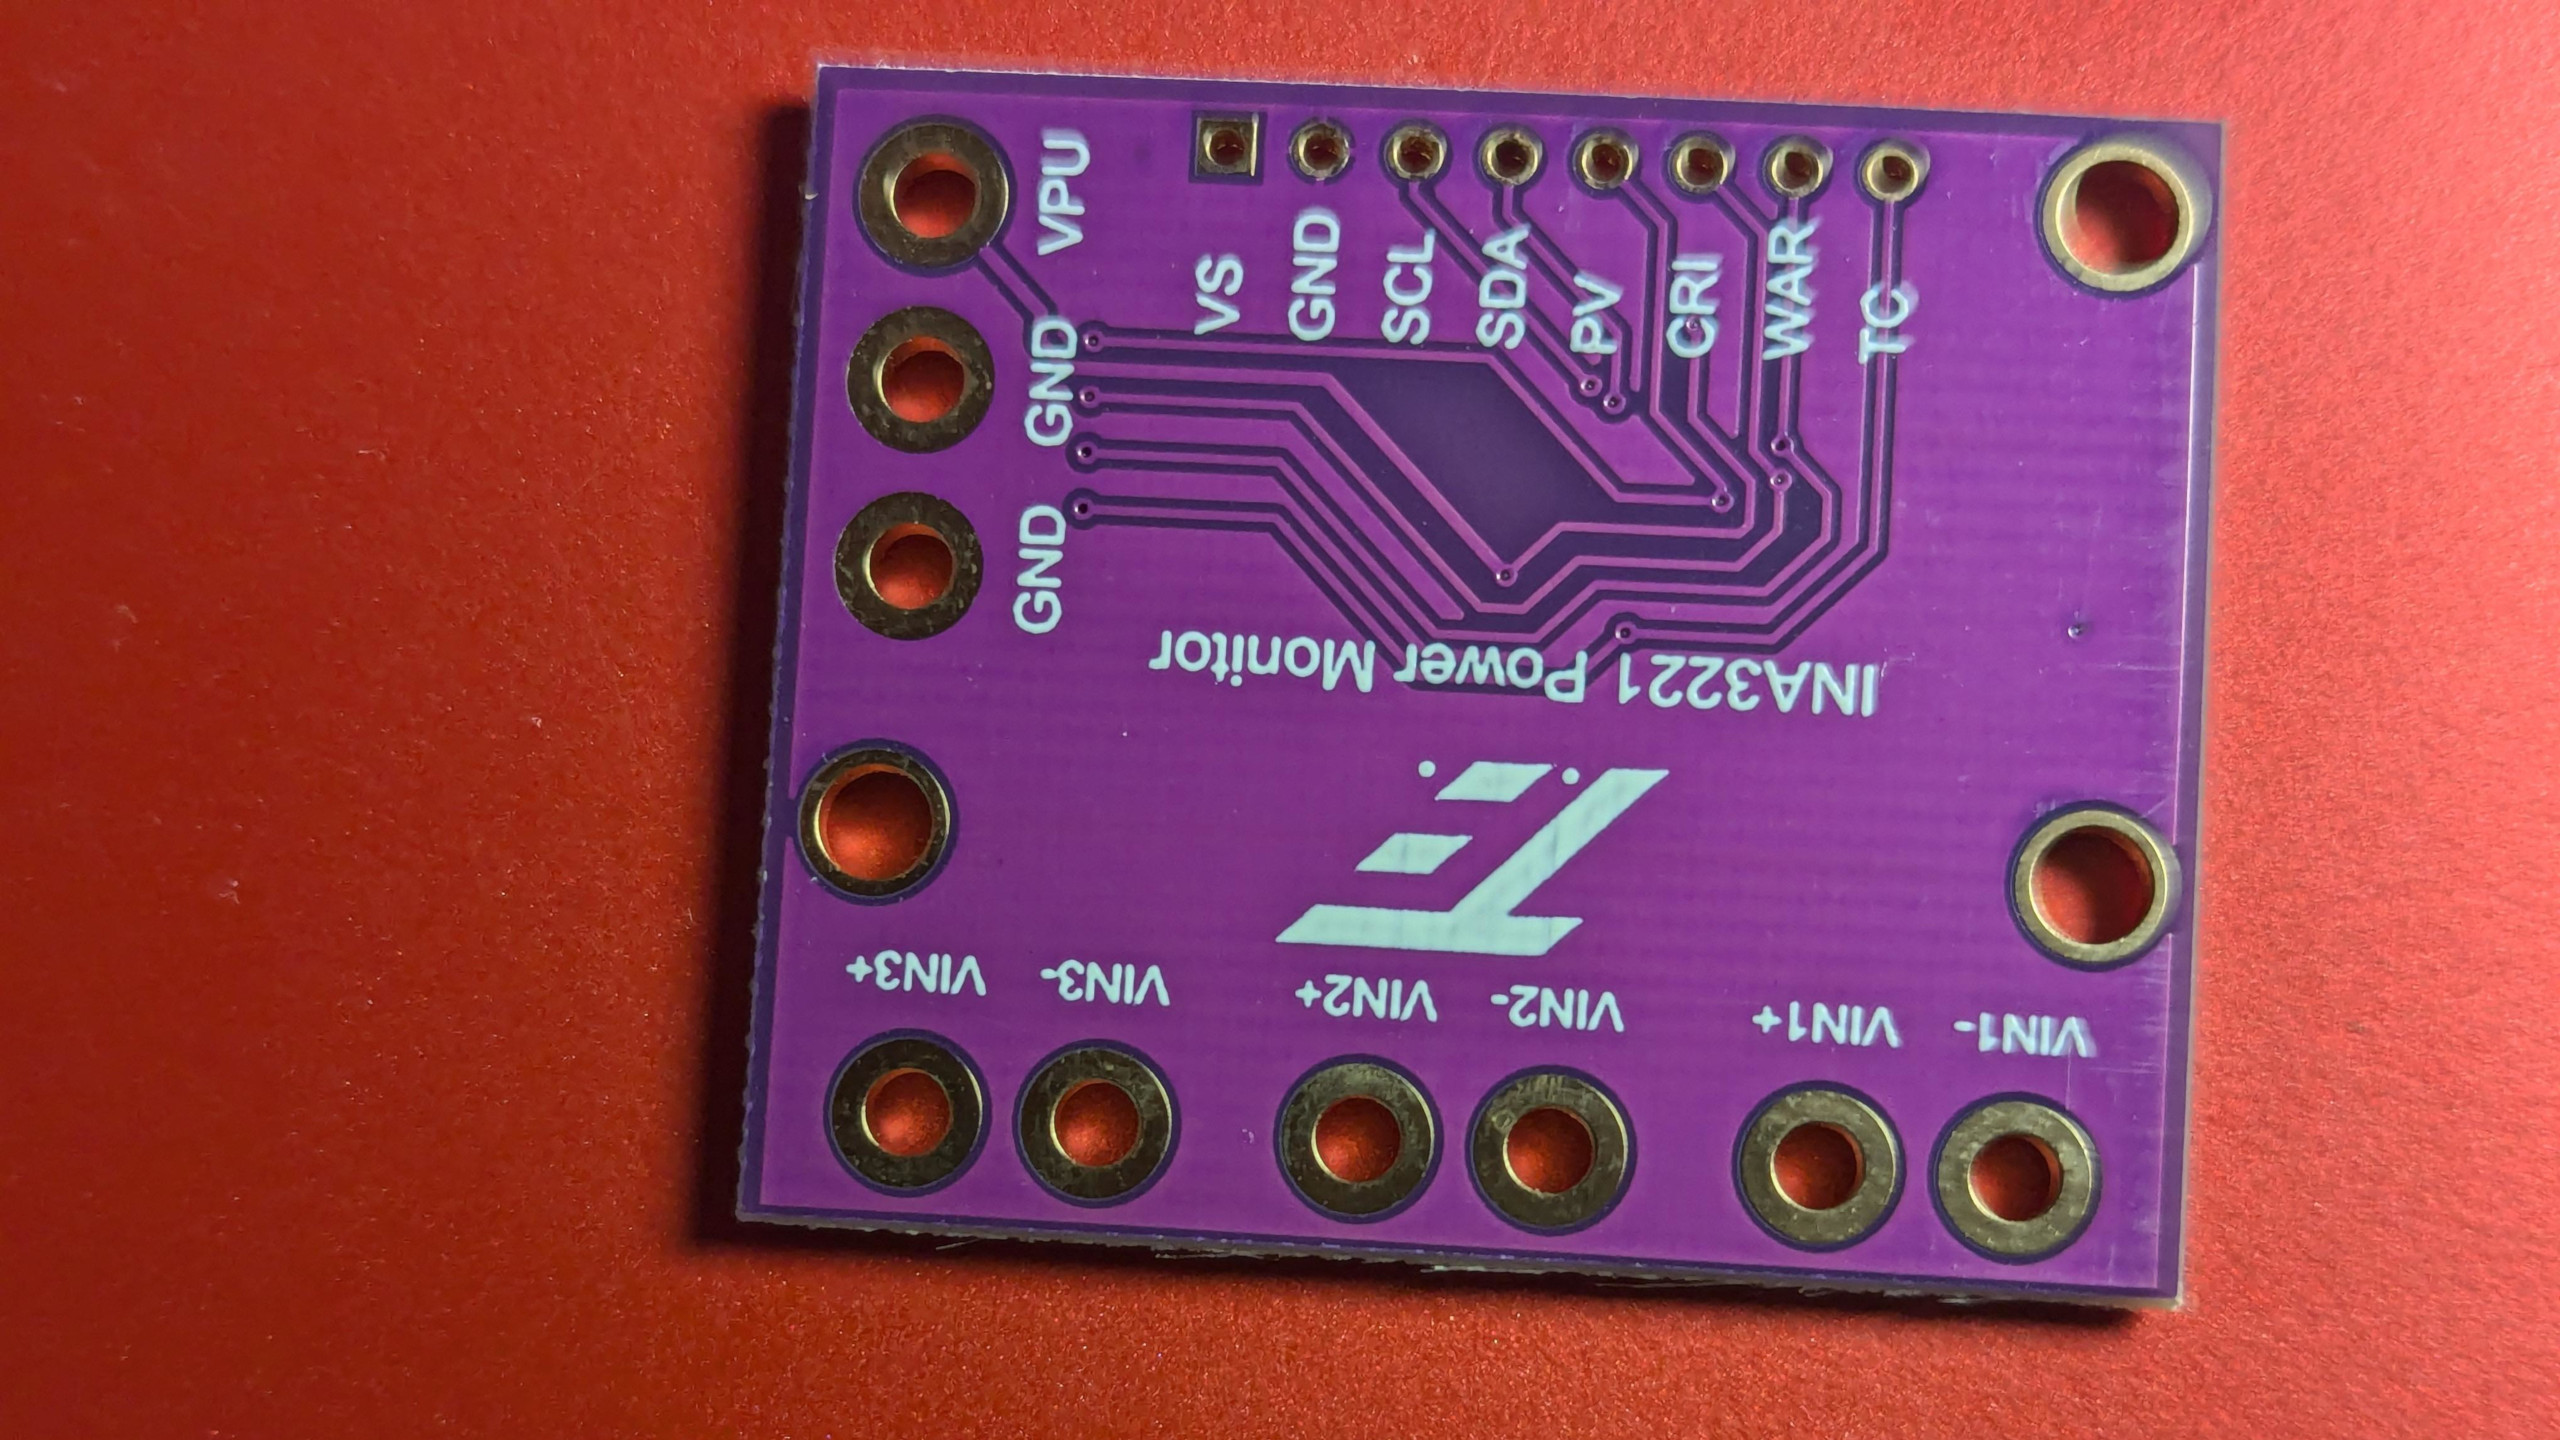 VPU
GND
GND
VS
GND
SCL
SDA
PV
CRI
WAR
TC
INA3221 Power Monitor
VIN1-
VIN1+
VIN2-
VIN2+
VIN3-
VIN3+